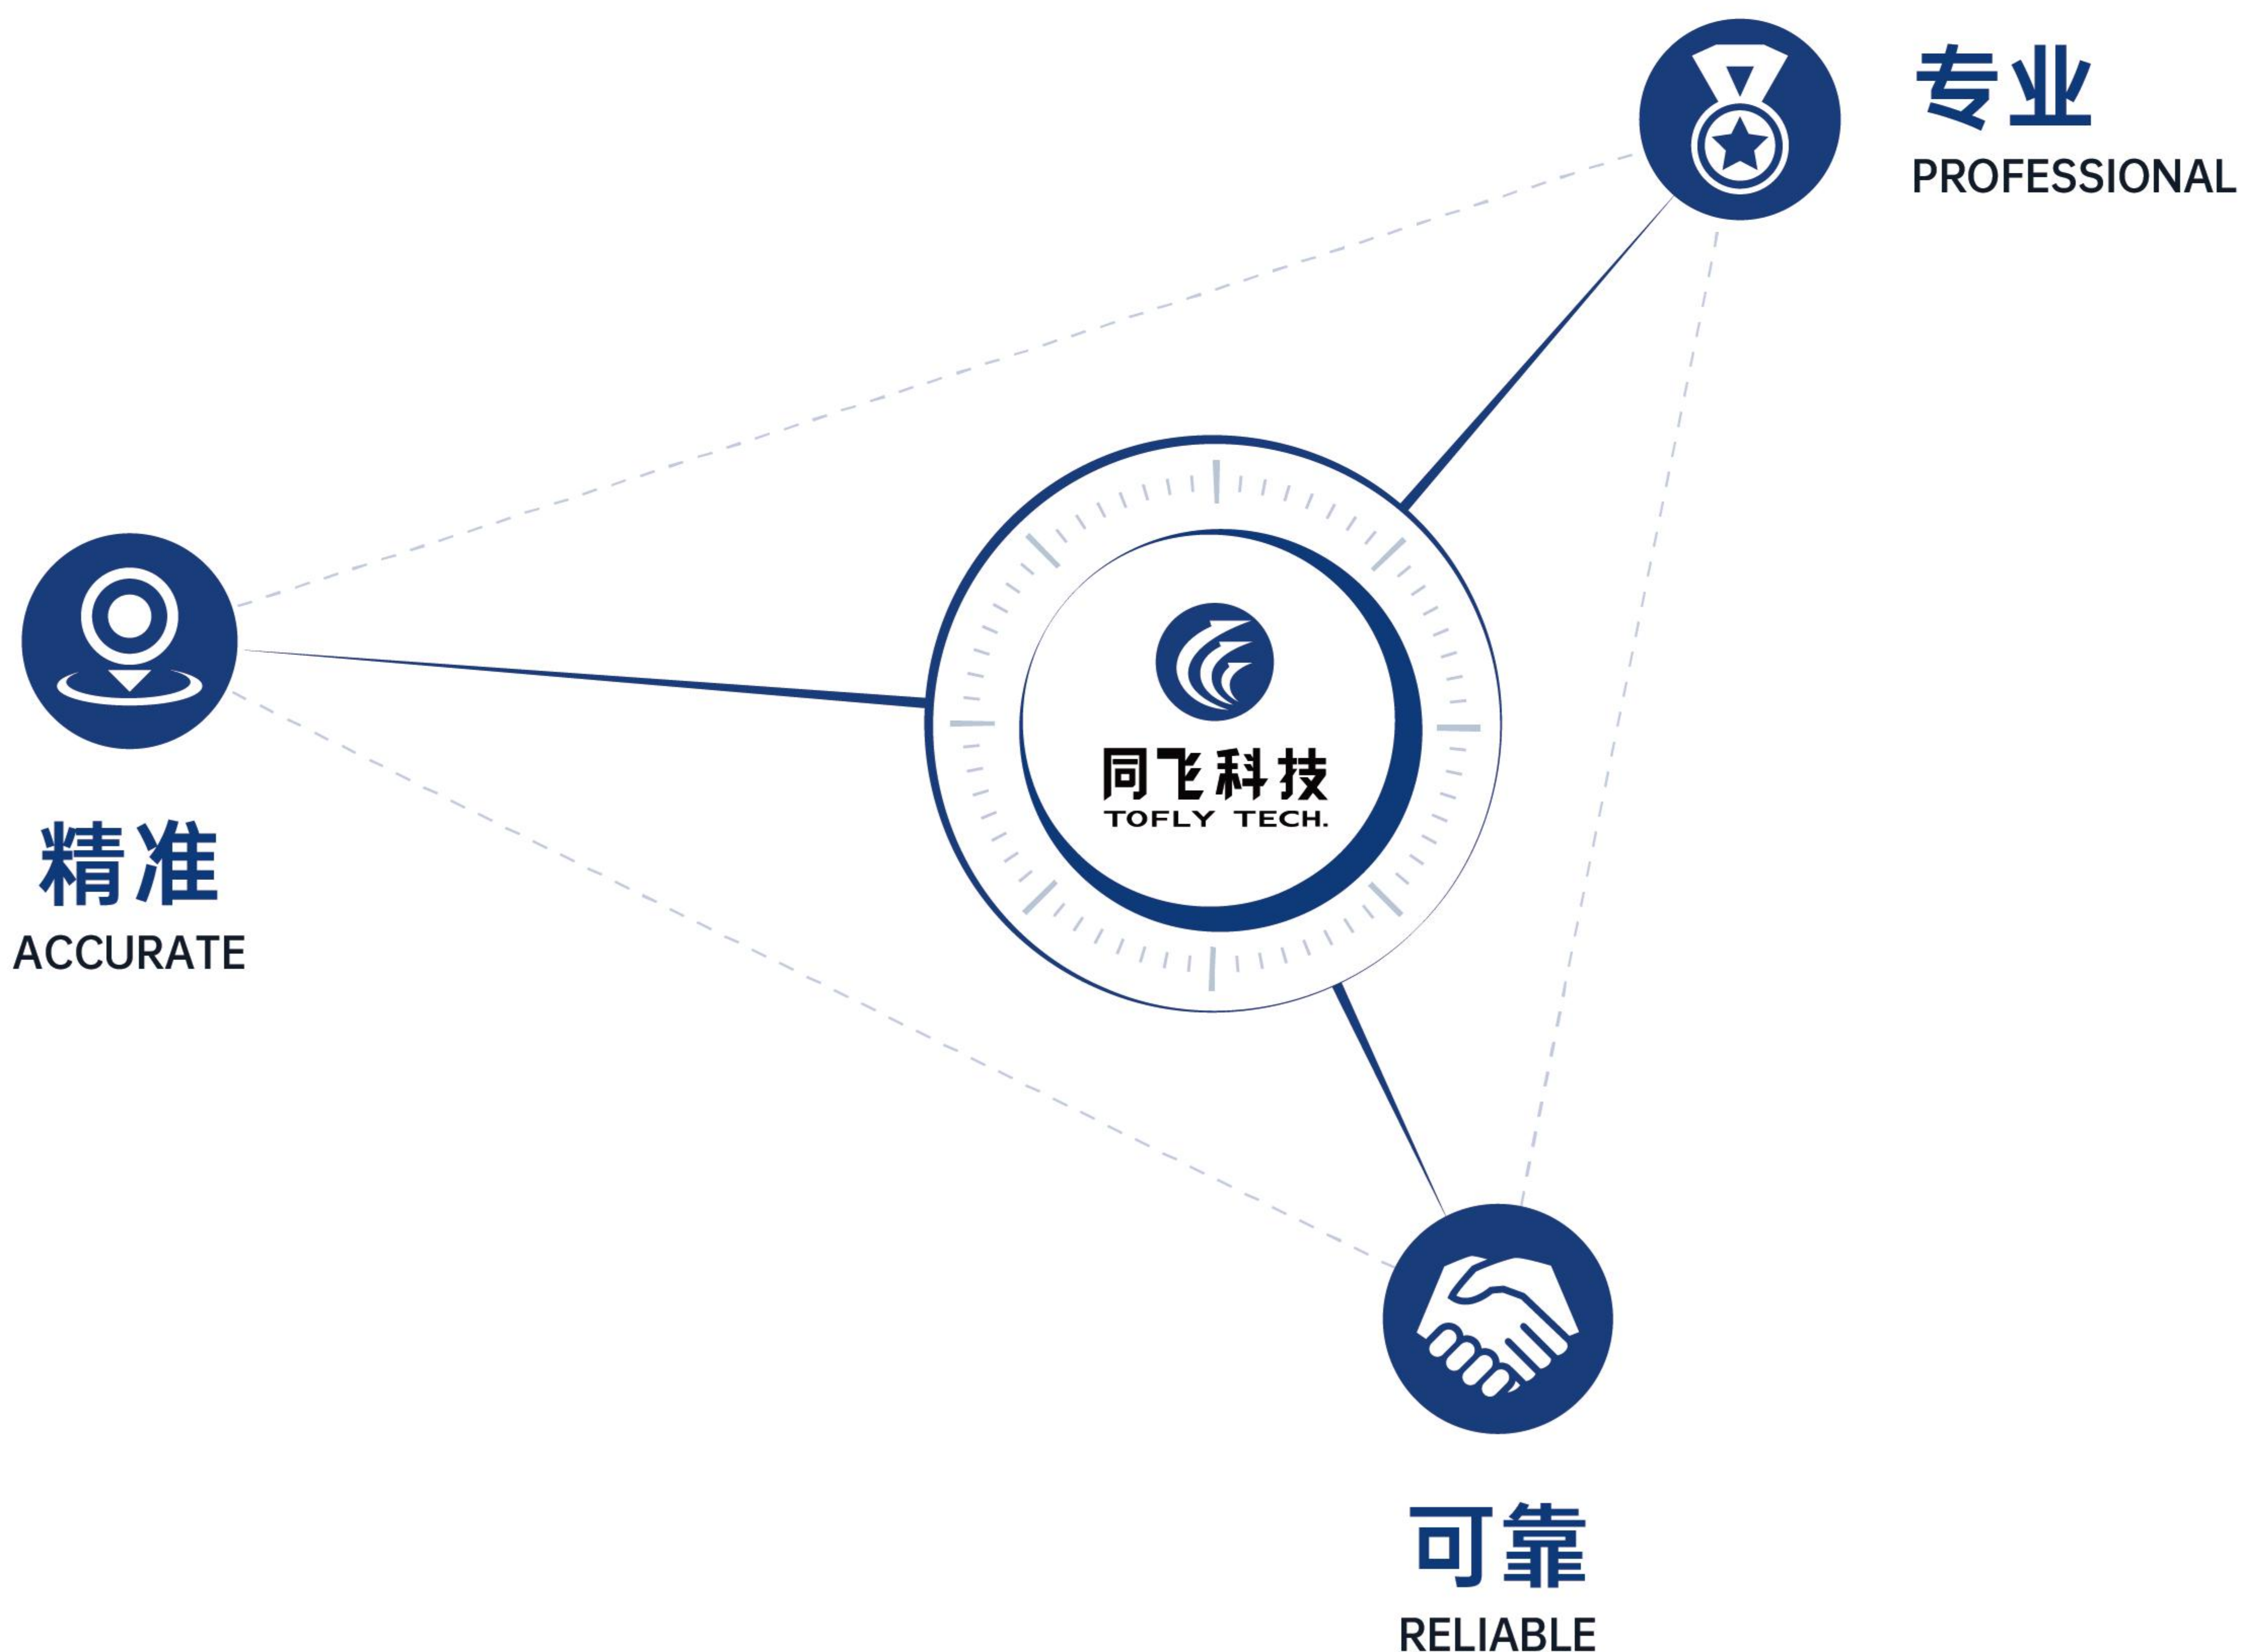 专业
PROFESSIONAL
同飞科技
TOFLY TECH.
精准
ACCURATE
可靠
RELIABLE